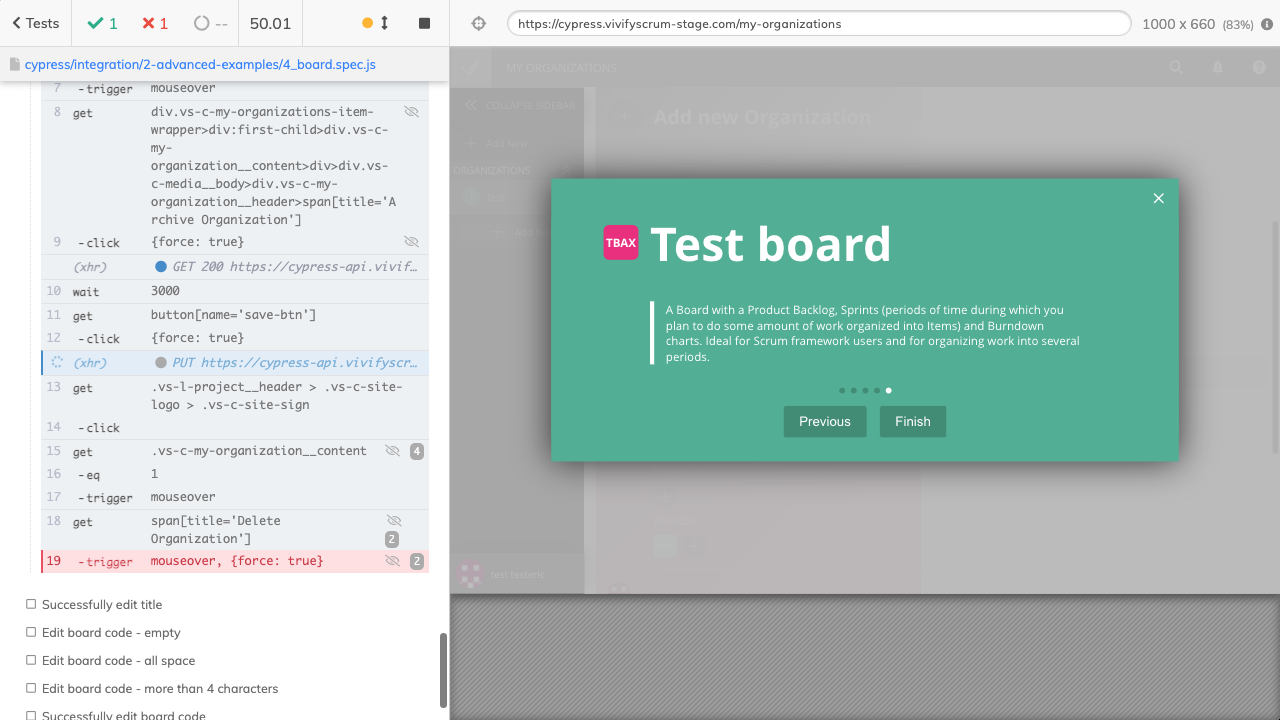 Tests
1
1
--
50.01
https://cypress.vivifyscrum-stage.com/my-organizations
1000 x 660 (83%)
cypress/integration/2-advanced-examples/4_board.spec.js
7 -trigger mouseover
8 get div.vs-c-my-organizations-item-
wrapper>div:first-child>div.vs-c-
my-
organization__content>div>div.vs-
c-media__body>div.vs-c-my-
organization__header>span[title='A
rchive Organization']
9 -click {force: true}
(xhr) GET 200 https://cypress-api.vivif…
10 wait 3000
11 get button[name='save-btn']
12 -click {force: true}
(xhr) PUT https://cypress-api.vivifyscr…
13 get .vs-l-project__header > .vs-c-site-
logo > .vs-c-site-sign
14 -click
15 get .vs-c-my-organization__content 4
16 -eq 1
17 -trigger mouseover
18 get span[title='Delete
Organization'] 2
19 -trigger mouseover, {force: true} 2
Successfully edit title
Edit board code - empty
Edit board code - all space
Edit board code - more than 4 characters
Successfully edit board code
MY ORGANIZATIONS
COLLAPSE SIDEBAR
Add new Organization
Add New
ORGANIZATIONS
TBAX
Test board
A Board with a Product Backlog, Sprints (periods of time during which you
plan to do some amount of work organized into Items) and Burndown
charts. Ideal for Scrum framework users and for organizing work into several
periods.
Previous
Finish
test testeric